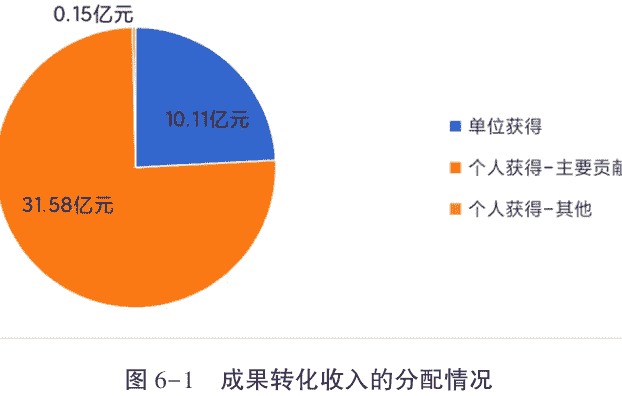 0.15亿元
10.11亿元
31.58亿元
单位获得
个人获得-主要贡献
个人获得-其他
图 6-1 成果转化收入的分配情况